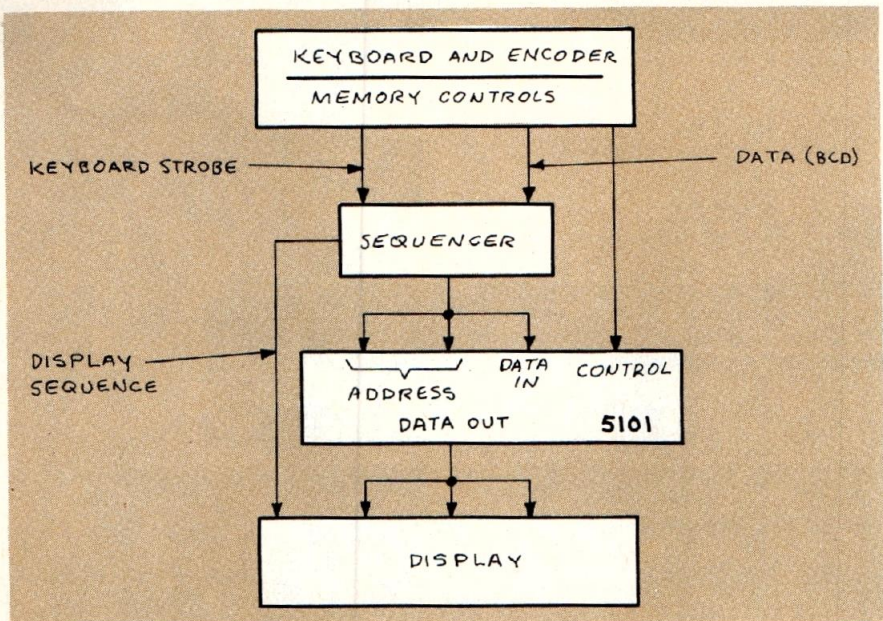 KEYBOARD AND ENCODER
MEMORY CONTROLS
KEYBOARD STROBE
DATA (BCD)
SEQUENCER
DISPLAY
SEQUENCE
ADDRESS
DATA
IN
CONTROL
DATA OUT
5101
DISPLAY